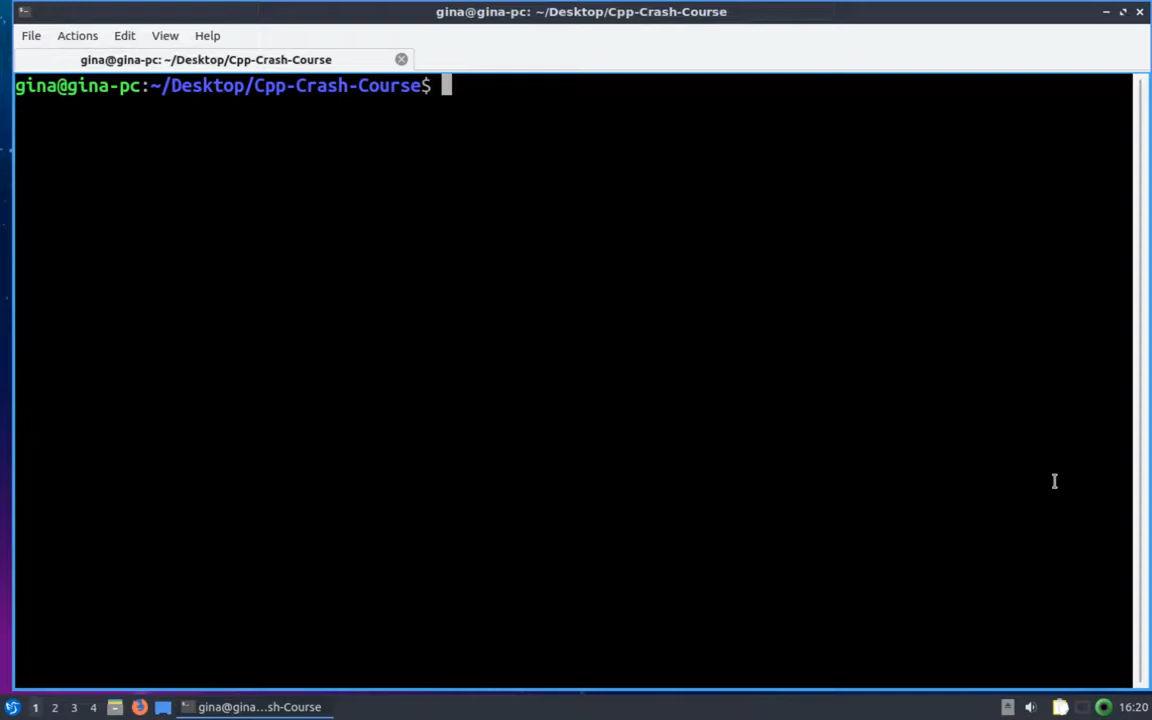 gina@gina-pc: ~/Desktop/Cpp-Crash-Course
File Actions Edit View Help
gina@gina-pc: ~/Desktop/Cpp-Crash-Course
gina@gina-pc:~/Desktop/Cpp-Crash-Course$
1 2 3 4 gina@gina...sh-Course 16:20